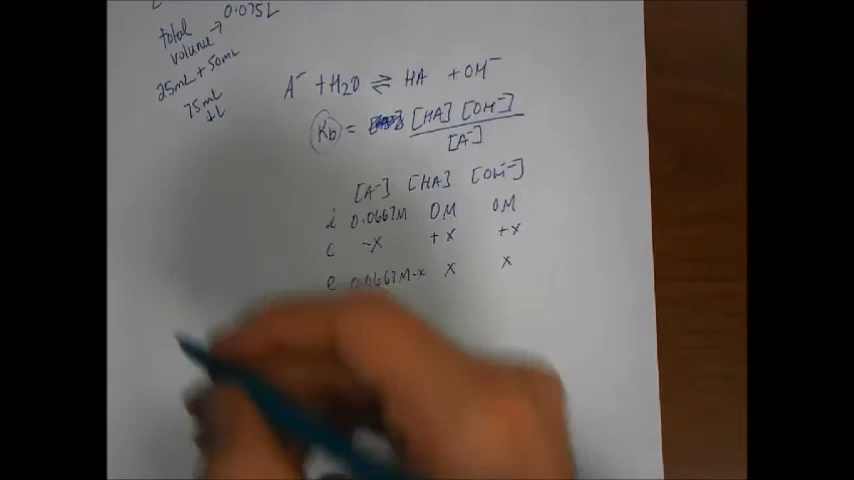 total 0.075L
volume →
25mL + 50mL
75mL
↓L
A⁻ + H2O ⇌ HA + OH⁻
Kb = [HA] [OH⁻]
[A⁻]
[A⁻] [HA] [OH⁻]
i 0.0667M 0M 0M
c -x +x +x
e 0.0667M-x x x